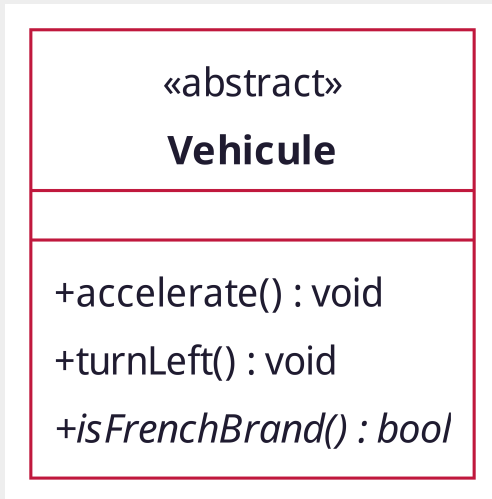 «abstract»
Vehicule
+accelerate() : void
+turnLeft() : void
+isFrenchBrand() : bool